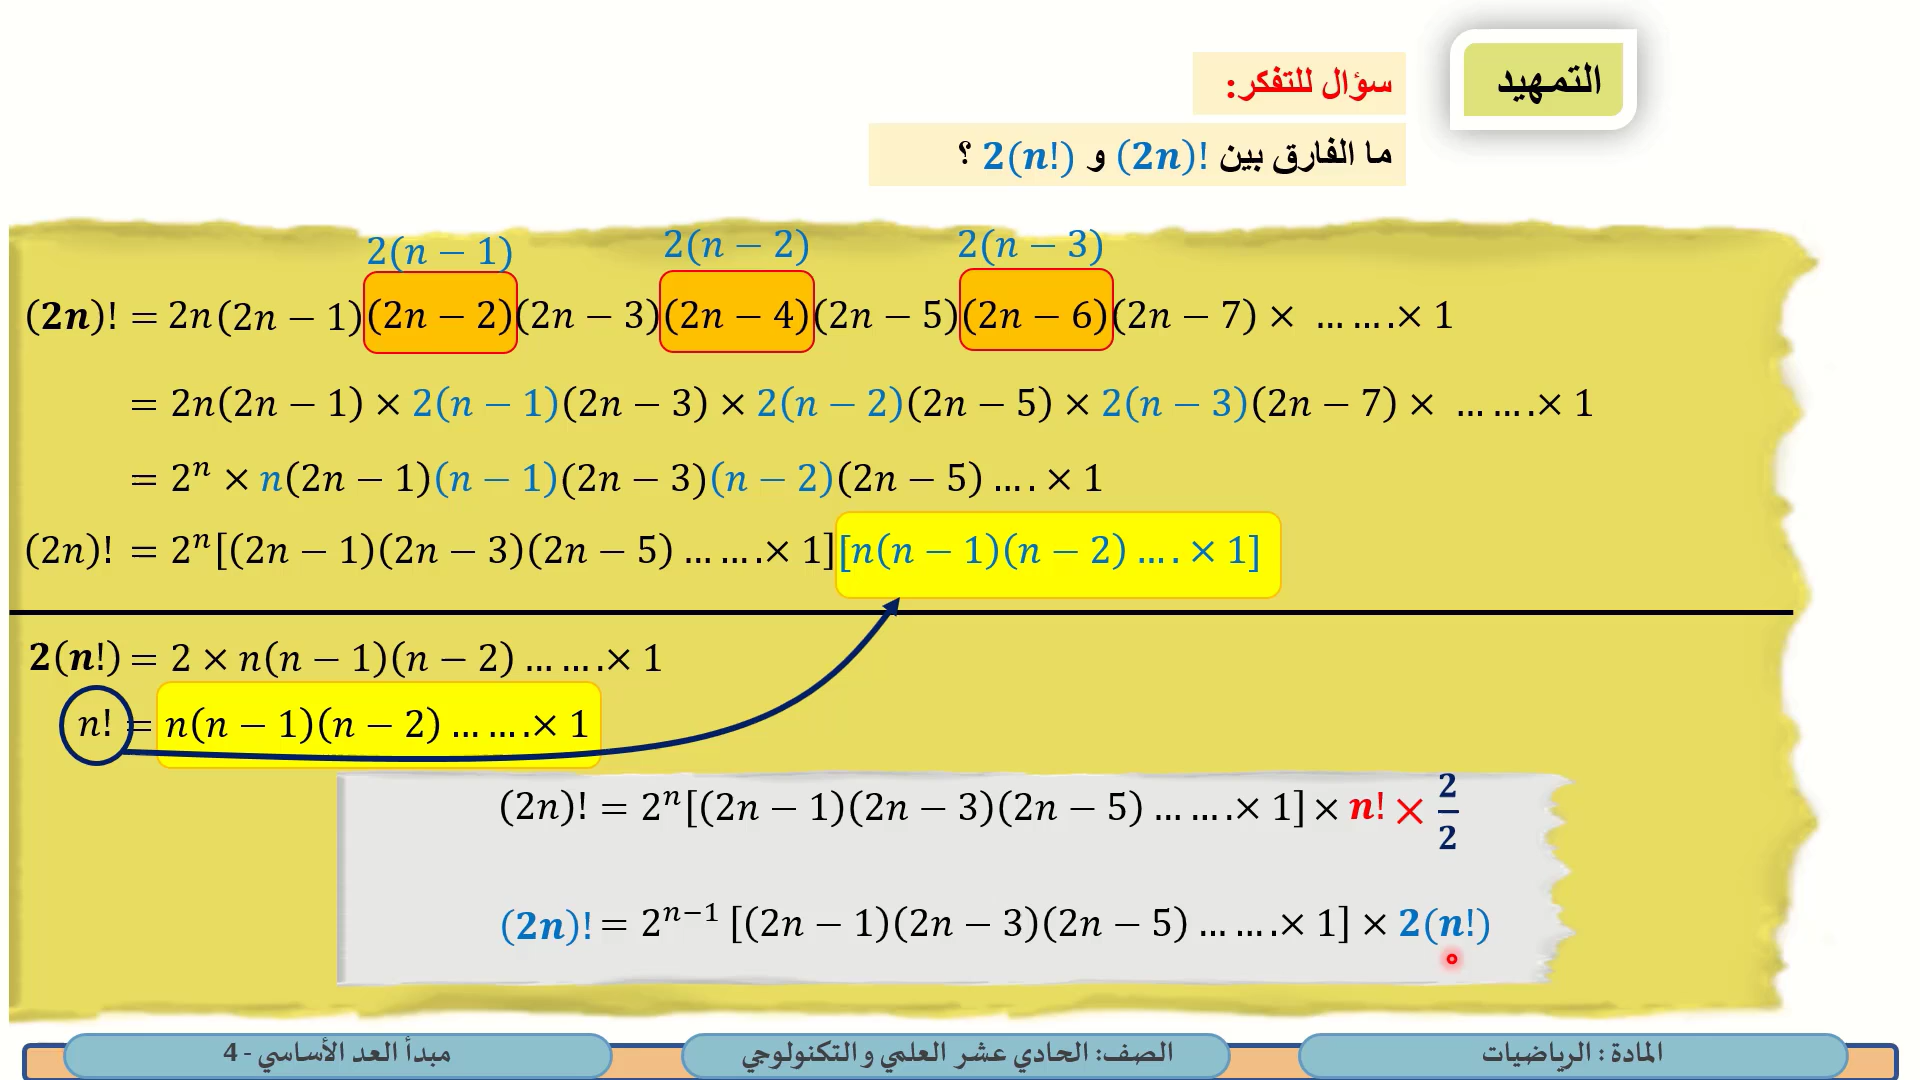 التمهيد
سؤال للتفكر:
ما الفارق بين (2n)! و 2(n!) ؟
2(n − 1) 2(n − 2) 2(n − 3)
(2n)! = 2n(2n − 1)(2n − 2)(2n − 3)(2n − 4)(2n − 5)(2n − 6)(2n − 7) × … … .× 1
= 2n(2n − 1) × 2(n − 1)(2n − 3) × 2(n − 2)(2n − 5) × 2(n − 3)(2n − 7) × … … .× 1
= 2ⁿ × n(2n − 1)(n − 1)(2n − 3)(n − 2)(2n − 5) … . × 1
(2n)! = 2ⁿ[(2n − 1)(2n − 3)(2n − 5) … … .× 1][n(n − 1)(n − 2) … . × 1]
2(n!) = 2 × n(n − 1)(n − 2) … … .× 1
n! = n(n − 1)(n − 2) … … .× 1
(2n)! = 2ⁿ[(2n − 1)(2n − 3)(2n − 5) … … .× 1] × n! × 2/2
(2n)! = 2ⁿ⁻¹ [(2n − 1)(2n − 3)(2n − 5) … … .× 1] × 2(n!)
المادة : الرياضيات
الصف: الحادي عشر العلمي و التكنولوجي
مبدأ العد الأساسي - 4